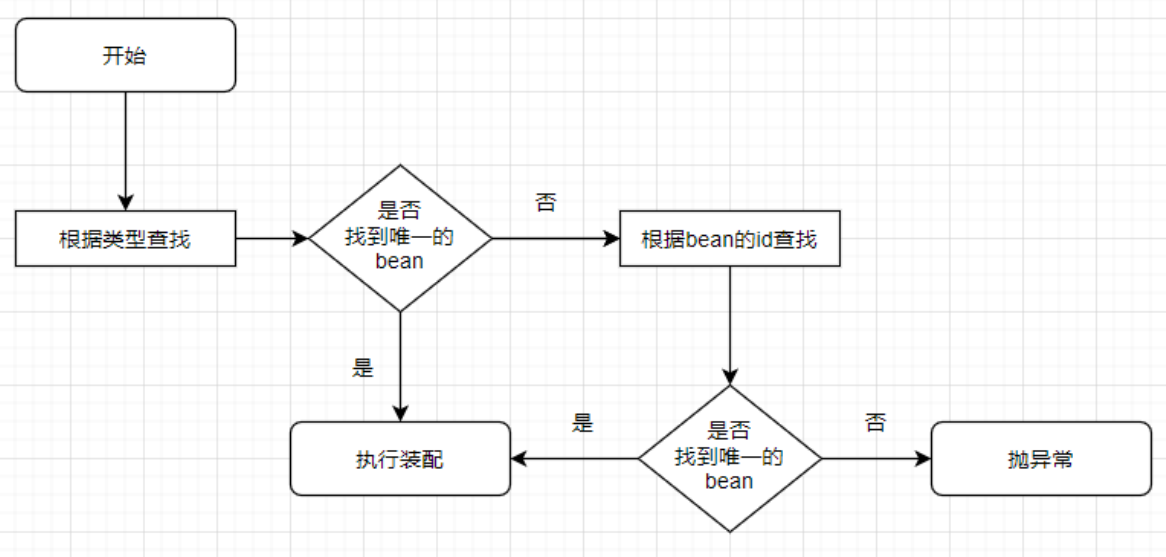 开始
根据类型查找
是否
找到唯一的
bean
否
根据bean的id查找
是
执行装配
是
是否
找到唯一的
bean
否
抛异常